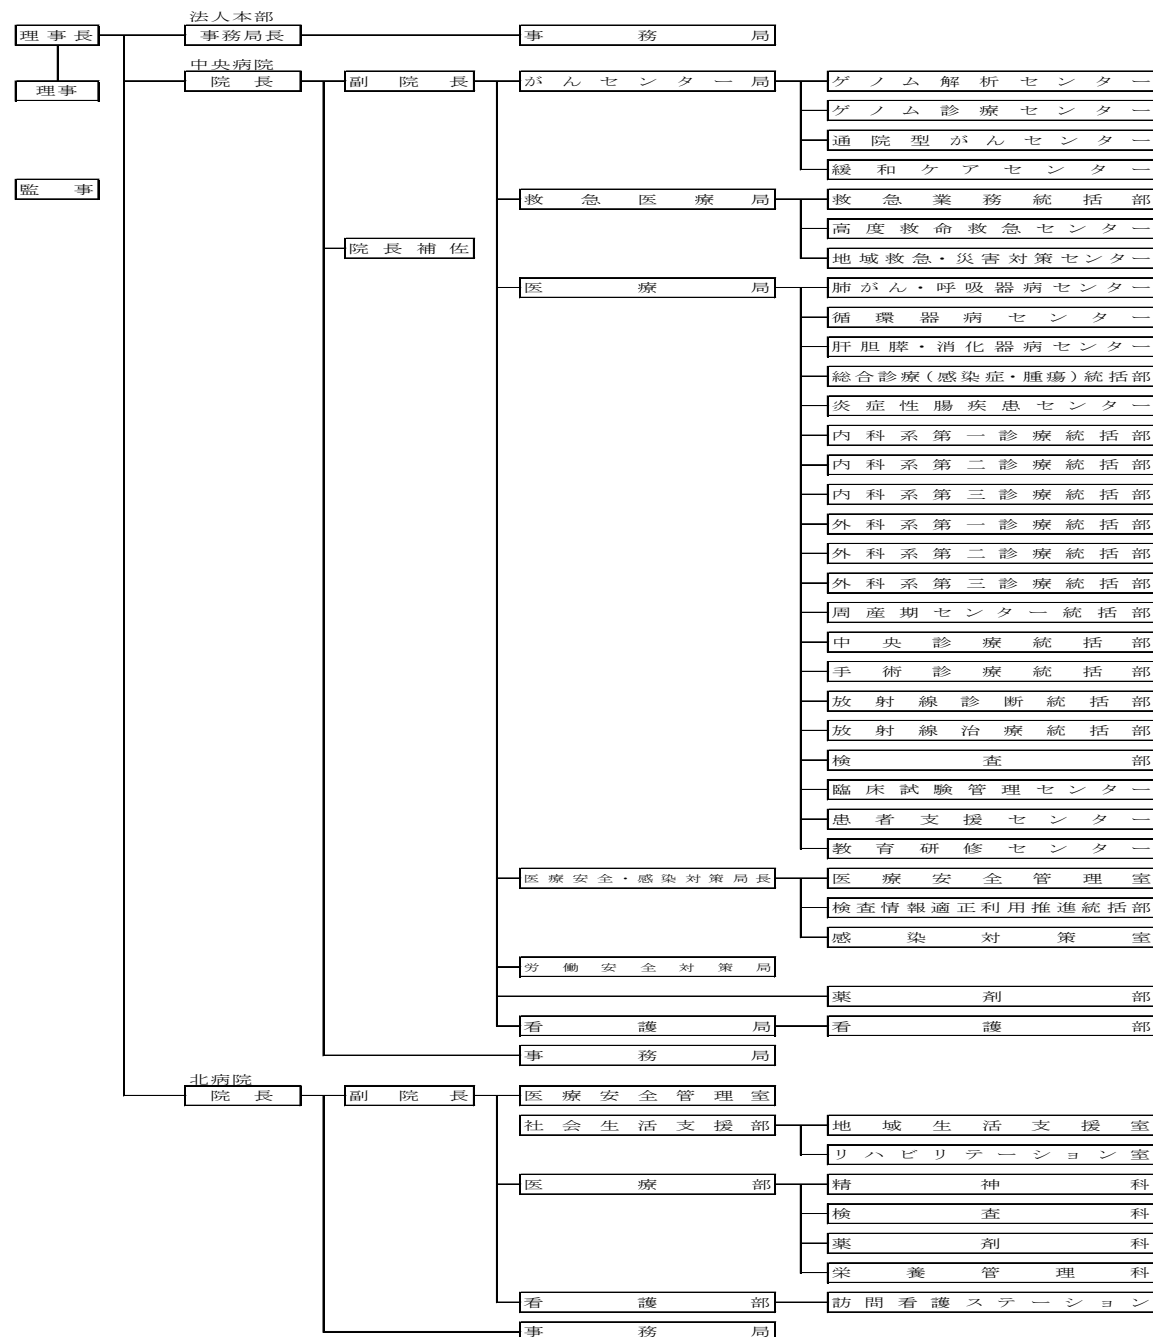 法人本部
理事長 事務局長 事務局
中央病院
院長 副院長 がんセンター局 ゲノム解析センター
理事
ゲノム診療センター
通院型がんセンター
緩和ケアセンター
監事
救急医療局 救急業務統括部
高度救命救急センター
院長補佐
地域救急・災害対策センター
医療局 肺がん・呼吸器病センター
循環器病センター
肝胆膵・消化器病センター
総合診療(感染症・腫瘍)統括部
炎症性腸疾患センター
内科系第一診療統括部
内科系第二診療統括部
内科系第三診療統括部
外科系第一診療統括部
外科系第二診療統括部
外科系第三診療統括部
周産期センター統括部
中央診療統括部
手術診療統括部
放射線診断統括部
放射線治療統括部
検査部
臨床試験管理センター
患者支援センター
教育研修センター
医療安全・感染対策局長 医療安全管理室
検査情報適正利用推進統括部
感染対策室
労働安全対策局
薬剤部
看護局 看護部
事務局
北病院
院長 副院長 医療安全管理室
社会生活支援部 地域生活支援室
リハビリテーション室
医療部 精神科
検査科
薬剤科
栄養管理科
看護部 訪問看護ステーション
事務局